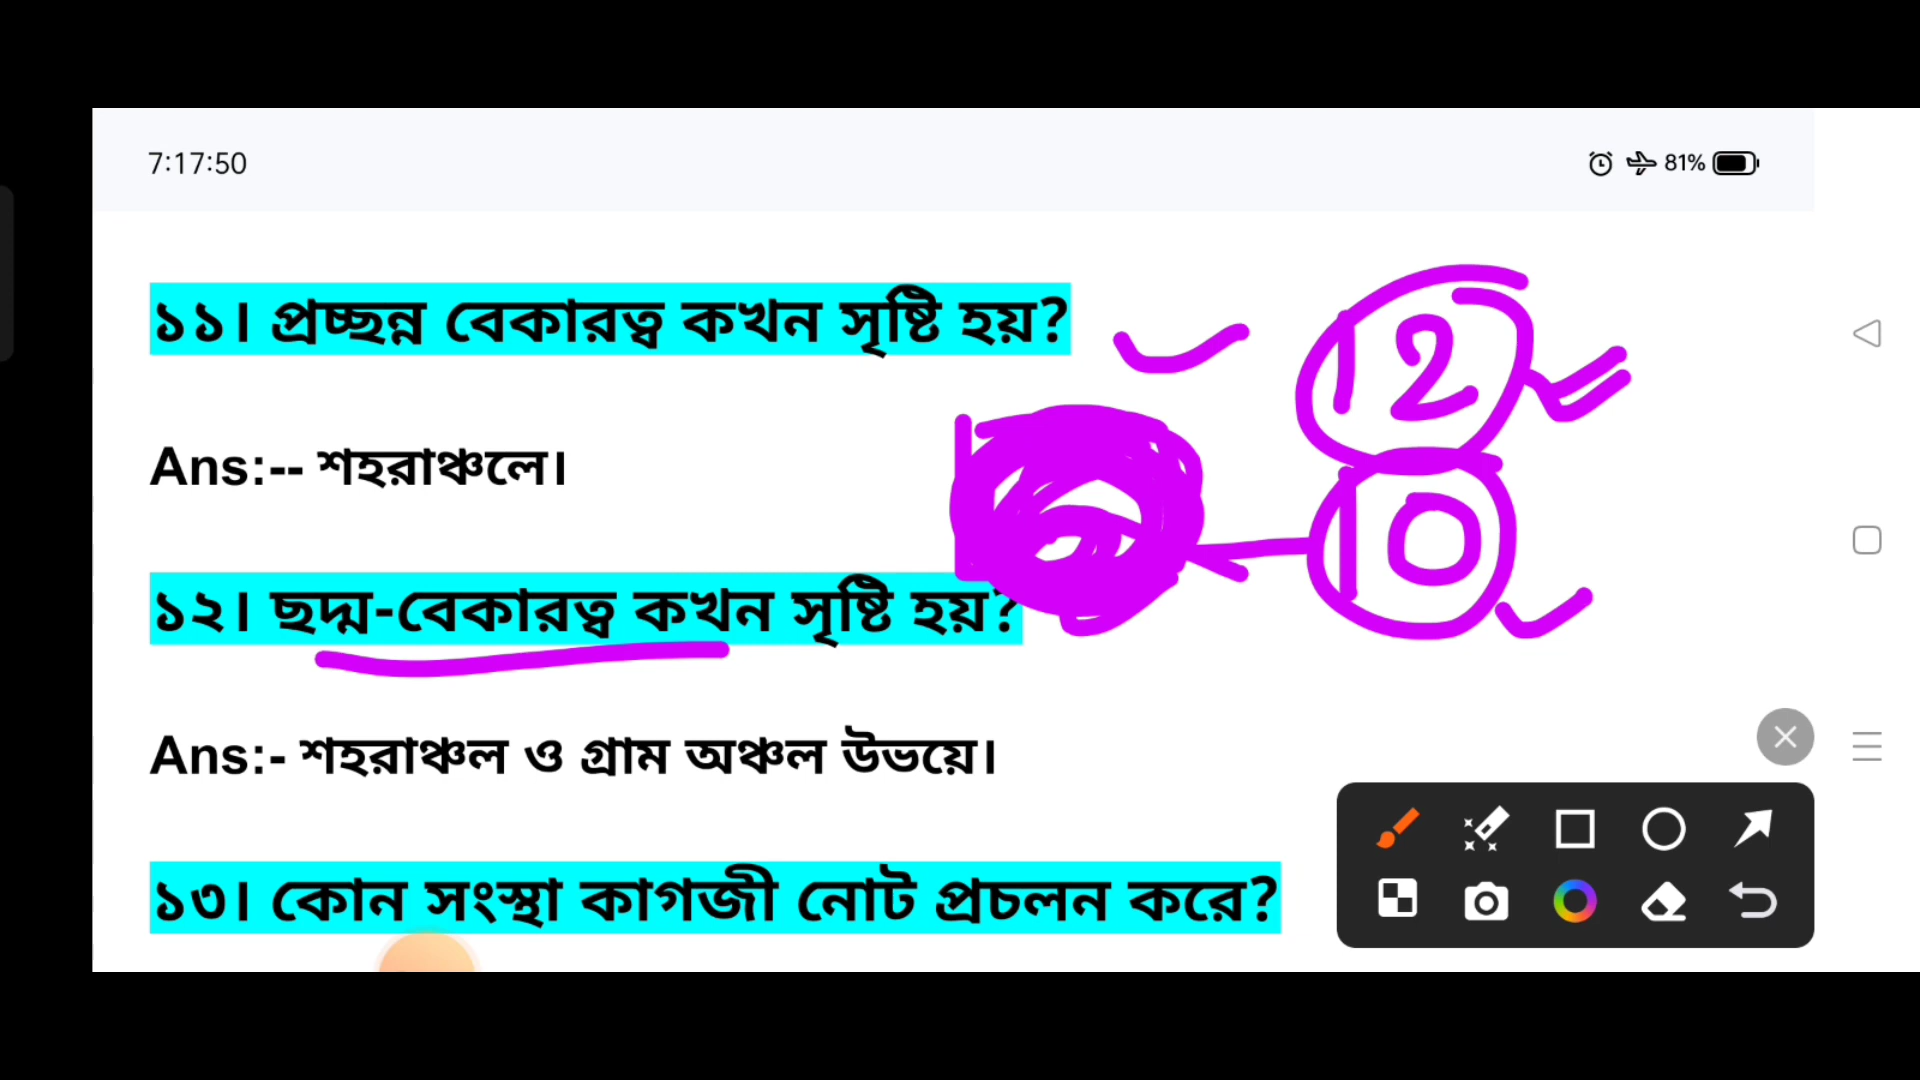 7:17:50 81%
১১। প্রচ্ছন্ন বেকারত্ব কখন সৃষ্টি হয়?
12
Ans:-- শহরাঞ্চলে।
10
১২। ছদ্ম-বেকারত্ব কখন সৃষ্টি হয়?
Ans:- শহরাঞ্চল ও গ্রাম অঞ্চল উভয়ে।
১৩। কোন সংস্থা কাগজী নোট প্রচলন করে?